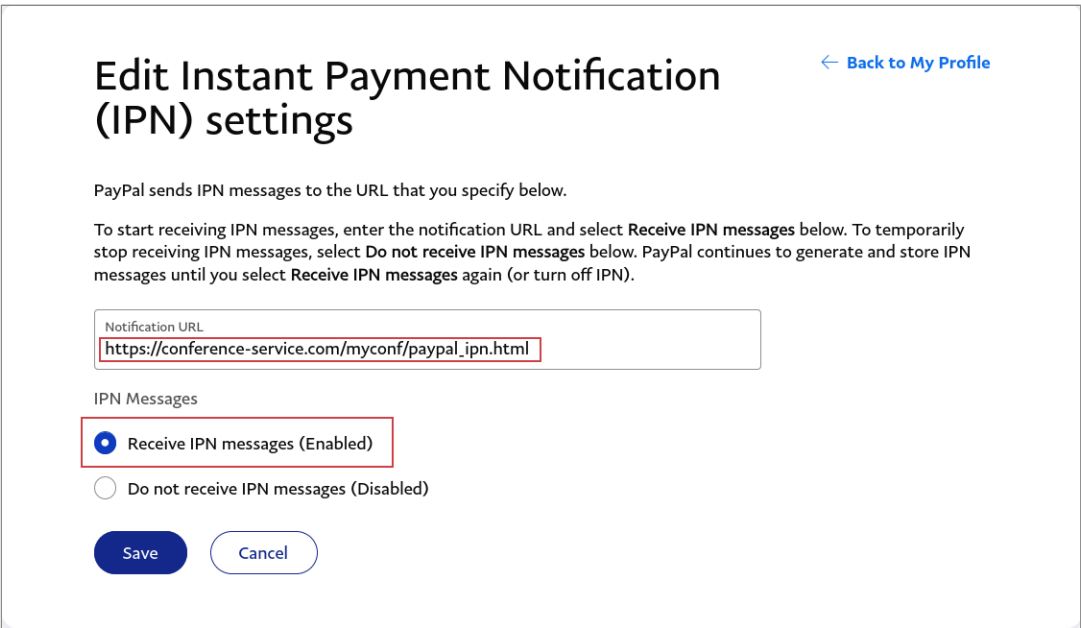 Edit Instant Payment Notification
(IPN) settings
← Back to My Profile
PayPal sends IPN messages to the URL that you specify below.
To start receiving IPN messages, enter the notification URL and select Receive IPN messages below. To temporarily
stop receiving IPN messages, select Do not receive IPN messages below. PayPal continues to generate and store IPN
messages until you select Receive IPN messages again (or turn off IPN).
Notification URL
https://conference-service.com/myconf/paypal_ipn.html
IPN Messages
Receive IPN messages (Enabled)
Do not receive IPN messages (Disabled)
Save
Cancel